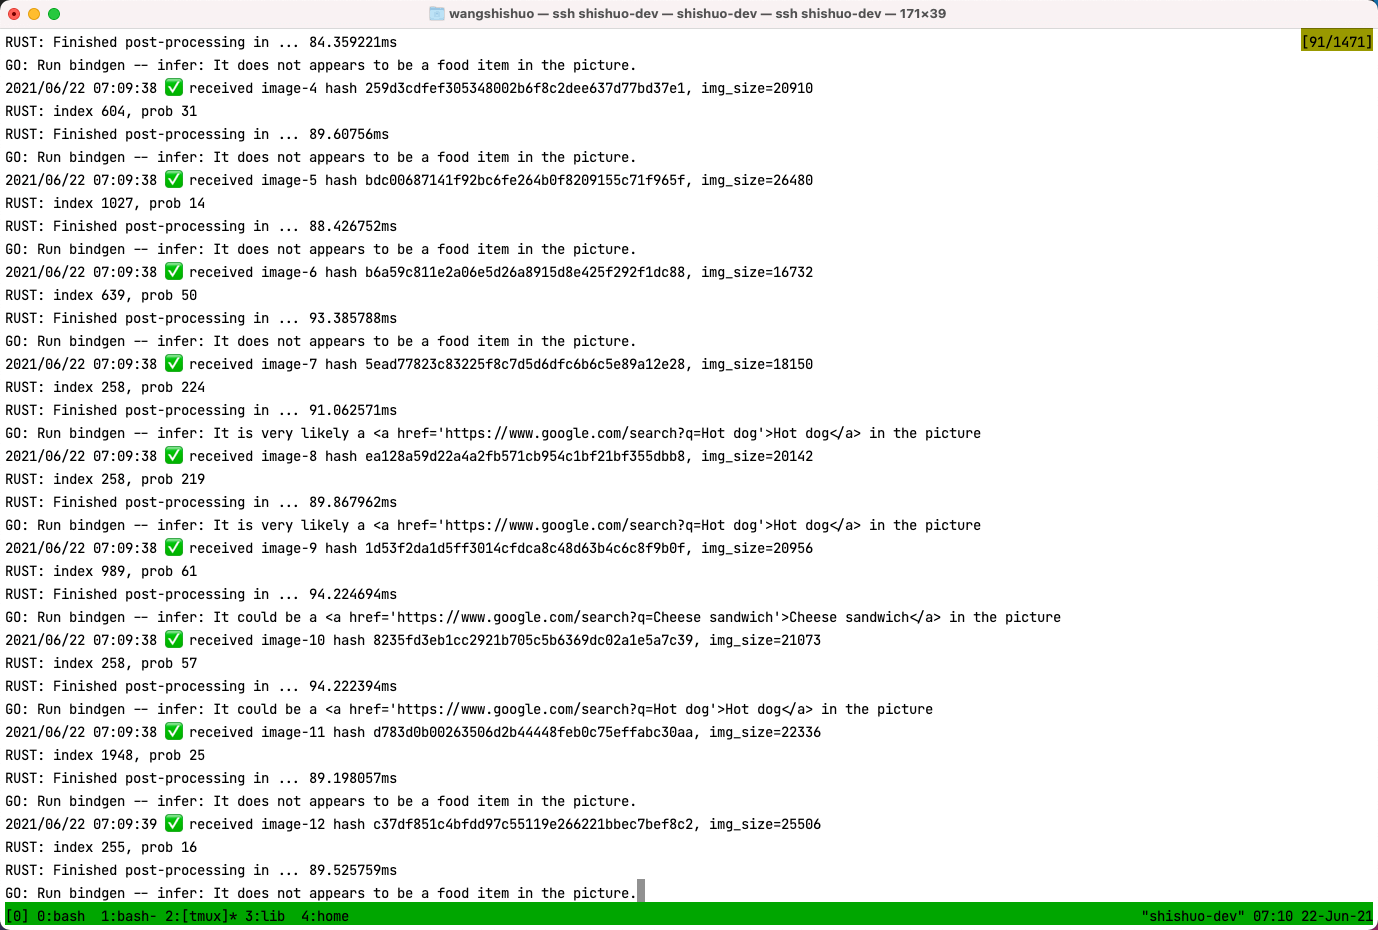 wangshishuo — ssh shishuo-dev — shishuo-dev — ssh shishuo-dev — 171×39
RUST: Finished post-processing in ... 84.359221ms [91/1471]
GO: Run bindgen -- infer: It does not appears to be a food item in the picture.
2021/06/22 07:09:38 ✅ received image-4 hash 259d3cdfef305348002b6f8c2dee637d77bd37e1, img_size=20910
RUST: index 604, prob 31
RUST: Finished post-processing in ... 89.60756ms
GO: Run bindgen -- infer: It does not appears to be a food item in the picture.
2021/06/22 07:09:38 ✅ received image-5 hash bdc00687141f92bc6fe264b0f8209155c71f965f, img_size=26480
RUST: index 1027, prob 14
RUST: Finished post-processing in ... 88.426752ms
GO: Run bindgen -- infer: It does not appears to be a food item in the picture.
2021/06/22 07:09:38 ✅ received image-6 hash b6a59c811e2a06e5d26a8915d8e425f292f1dc88, img_size=16732
RUST: index 639, prob 50
RUST: Finished post-processing in ... 93.385788ms
GO: Run bindgen -- infer: It does not appears to be a food item in the picture.
2021/06/22 07:09:38 ✅ received image-7 hash 5ead77823c83225f8c7d5d6dfc6b6c5e89a12e28, img_size=18150
RUST: index 258, prob 224
RUST: Finished post-processing in ... 91.062571ms
GO: Run bindgen -- infer: It is very likely a <a href='https://www.google.com/search?q=Hot dog'>Hot dog</a> in the picture
2021/06/22 07:09:38 ✅ received image-8 hash ea128a59d22a4a2fb571cb954c1bf21bf355dbb8, img_size=20142
RUST: index 258, prob 219
RUST: Finished post-processing in ... 89.867962ms
GO: Run bindgen -- infer: It is very likely a <a href='https://www.google.com/search?q=Hot dog'>Hot dog</a> in the picture
2021/06/22 07:09:38 ✅ received image-9 hash 1d53f2da1d5ff3014cfdca8c48d63b4c6c8f9b0f, img_size=20956
RUST: index 989, prob 61
RUST: Finished post-processing in ... 94.224694ms
GO: Run bindgen -- infer: It could be a <a href='https://www.google.com/search?q=Cheese sandwich'>Cheese sandwich</a> in the picture
2021/06/22 07:09:38 ✅ received image-10 hash 8235fd3eb1cc2921b705c5b6369dc02a1e5a7c39, img_size=21073
RUST: index 258, prob 57
RUST: Finished post-processing in ... 94.222394ms
GO: Run bindgen -- infer: It could be a <a href='https://www.google.com/search?q=Hot dog'>Hot dog</a> in the picture
2021/06/22 07:09:38 ✅ received image-11 hash d783d0b00263506d2b44448feb0c75effabc30aa, img_size=22336
RUST: index 1948, prob 25
RUST: Finished post-processing in ... 89.198057ms
GO: Run bindgen -- infer: It does not appears to be a food item in the picture.
2021/06/22 07:09:39 ✅ received image-12 hash c37df851c4bfdd97c55119e266221bbec7bef8c2, img_size=25506
RUST: index 255, prob 16
RUST: Finished post-processing in ... 89.525759ms
GO: Run bindgen -- infer: It does not appears to be a food item in the picture.
[0] 0:bash  1:bash- 2:[tmux]* 3:lib  4:home "shishuo-dev" 07:10 22-Jun-21